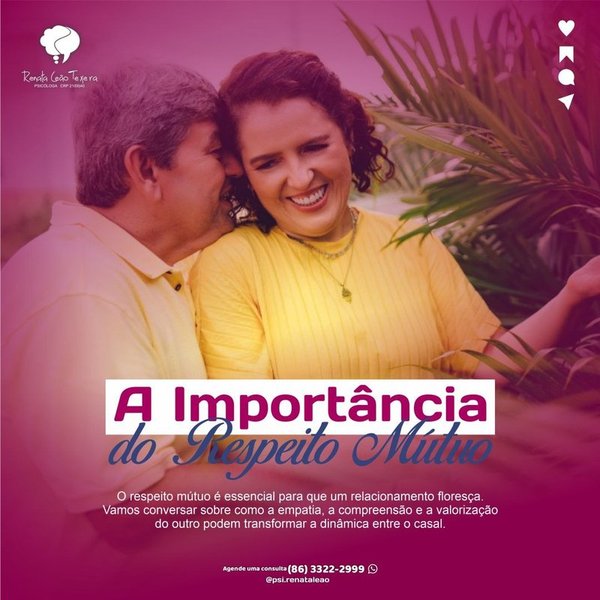 Renata Leão Texera
PSICÓLOGA
A Importância
do Respeito Mútuo
O respeito mútuo é essencial para que um relacionamento floresça.
Vamos conversar sobre como a empatia, a compreensão e a valorização
do outro podem transformar a dinâmica entre o casal.
Agende uma consulta (86) 3322-2999
@psi.renataleao